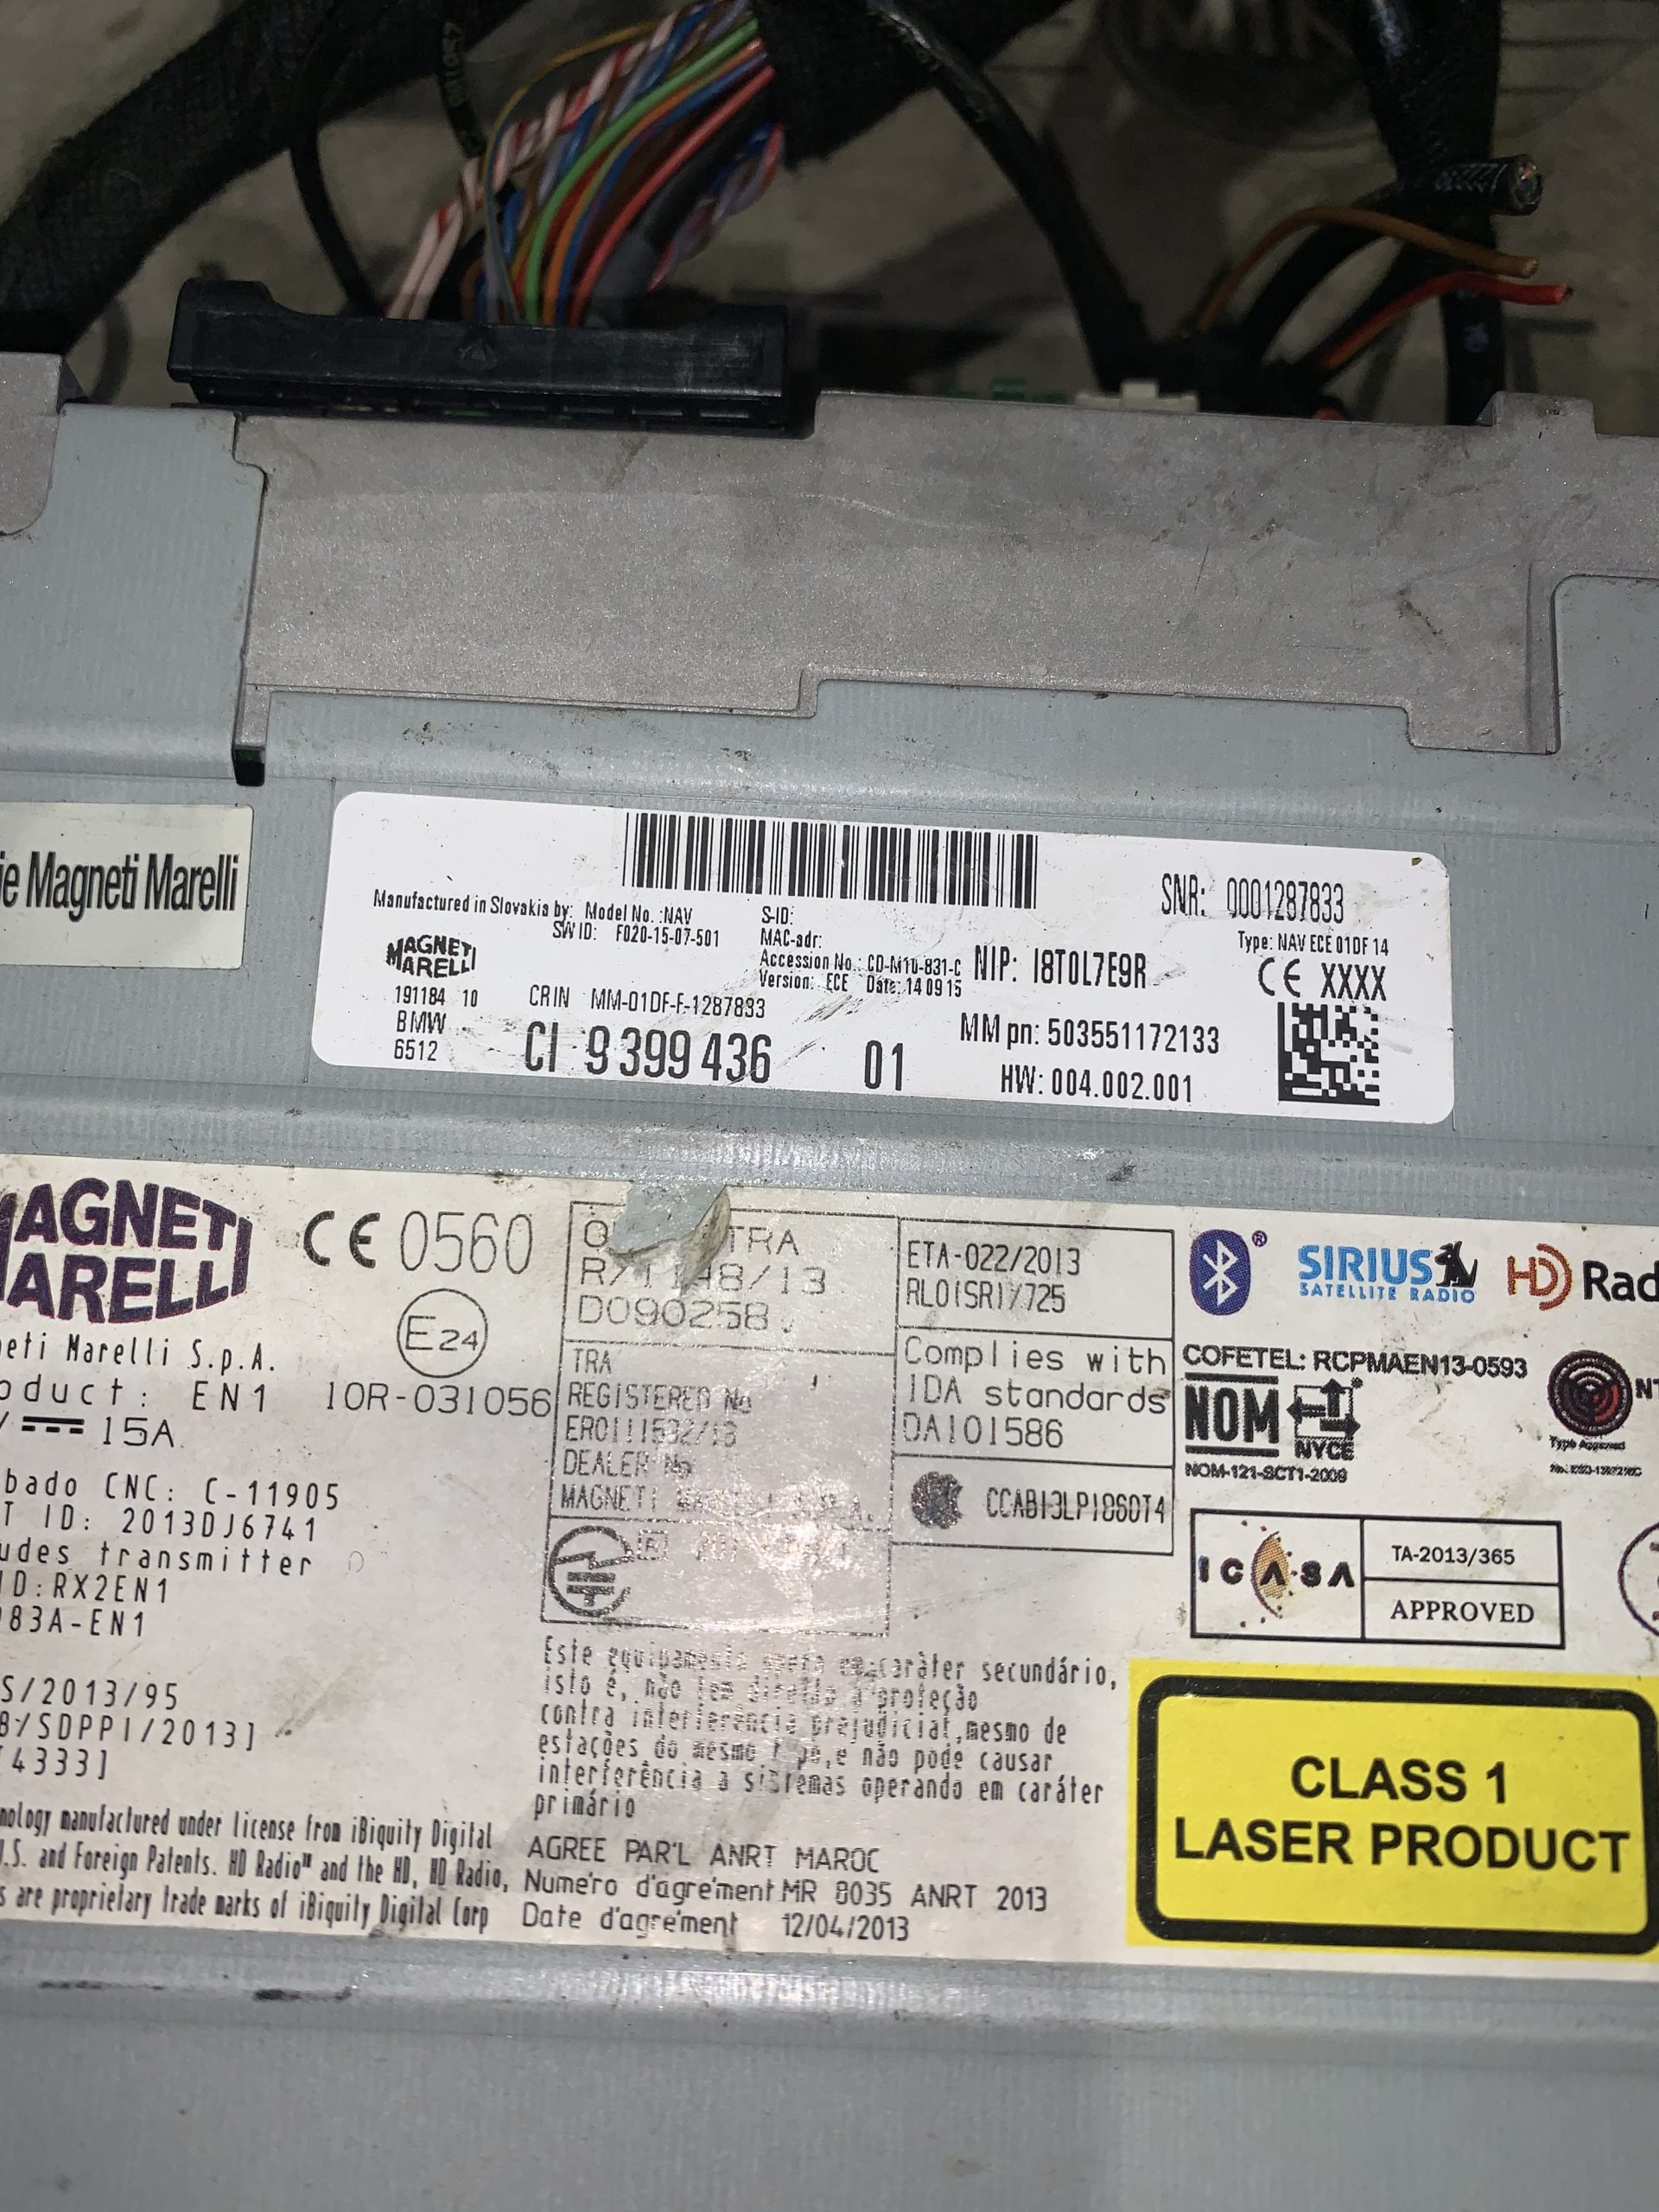 ie Magneti Marelli
SNR: 0001287833
Manufactured in Slovakia by: Model No. :NAV S-ID:
SW ID: F020-15-07-501 MAC-adr:
Type: NAV ECE 01DF 14
MAGNETI
MARELLI
Accession No.: CD-M10-831-C NIP: I8T0L7E9R
CE XXXX
Version: ECE Date: 14 09 15
191184 10 CRIN MM-01DF-F-1287833
BMW
6512
CI 9 399 436 01
MM pn: 503551172133
HW: 004.002.001
MAGNETI
MARELLI
CE 0560
E24
TRA
D090258
ETA-022/2013
RLO(SR)/725
SIRIUS
SATELLITE RADIO
HD Rad
eti Marelli S.p.A.
oduct: EN1
10R-031056
15A
TRA
REGISTERED No
DEALER No
Complies with
IDA standards
DA101586
COFETEL: RCPMAEN13-0593
NOM
NYCE
NOM-121-SCT1-2009
NT
Type Approved
bado CNC: C-11905
T ID: 2013DJ6741
udes transmitter
ID:RX2EN1
83A-EN1
CCAB13LP1860T4
ICASA
TA-2013/365
APPROVED
S/2013/95
8/SDPPI/2013]
4333]
Este equipamento opera em caráter secundário,
isto é, não tem direito a proteção
contra interferência prejudicial,mesmo de
estações do mesmo tipo,e não pode causar
interferência a sistemas operando em caráter
primário
AGREE PAR'L ANRT MAROC
Numéro d'agrément MR 8035 ANRT 2013
Date d'agrément 12/04/2013
nology manufactured under license from iBiquity Digital
U.S. and Foreign Patents. HD Radio™ and the HD, HD Radio,
s are proprietary trade marks of iBiquity Digital Corp
CLASS 1
LASER PRODUCT